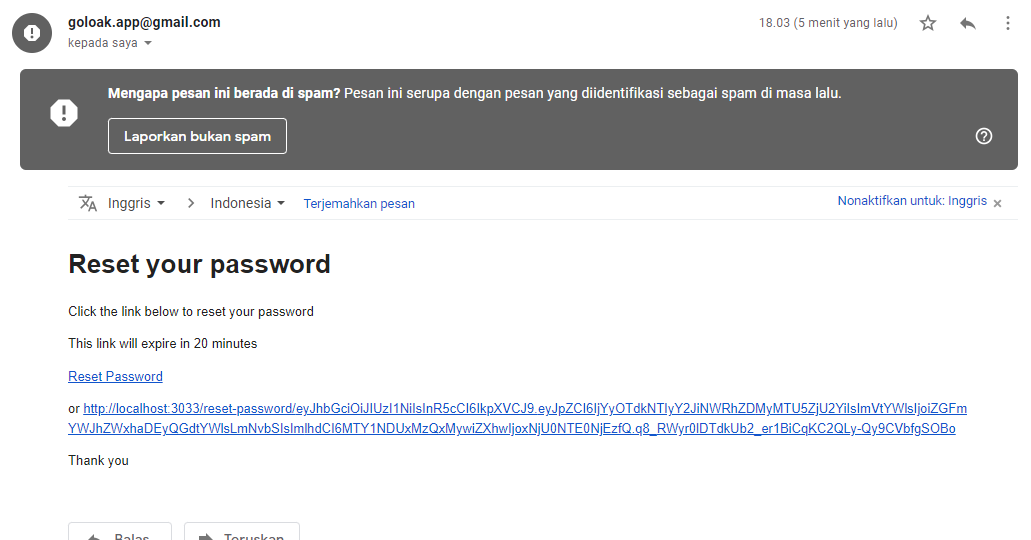 goloak.app@gmail.com
18.03 (5 menit yang lalu)
kepada saya
Mengapa pesan ini berada di spam? Pesan ini serupa dengan pesan yang diidentifikasi sebagai spam di masa lalu.
Laporkan bukan spam
Inggris > Indonesia Terjemahkan pesan
Nonaktifkan untuk: Inggris ×
Reset your password
Click the link below to reset your password
This link will expire in 20 minutes
Reset Password
or http://localhost:3033/reset-password/eyJhbGciOiJIUzI1NiIsInR5cCI6IkpXVCJ9.eyJpZCI6IjYyOTdkNTIyY2JiNWRhZDMyMTU5ZjU2YiIsImVtYWlsIjoiZGFm
YWJhZWxhaDEyQGdtYWlsLmNvbSIsImlhdCI6MTY1NDUxMzQxMywiZXhwIjoxNjU0NTE0NjEzfQ.q8_RWyr0lDTdkUb2_er1BiCqKC2QLy-Qy9CVbfgSOBo
Thank you
Balas
Teruskan